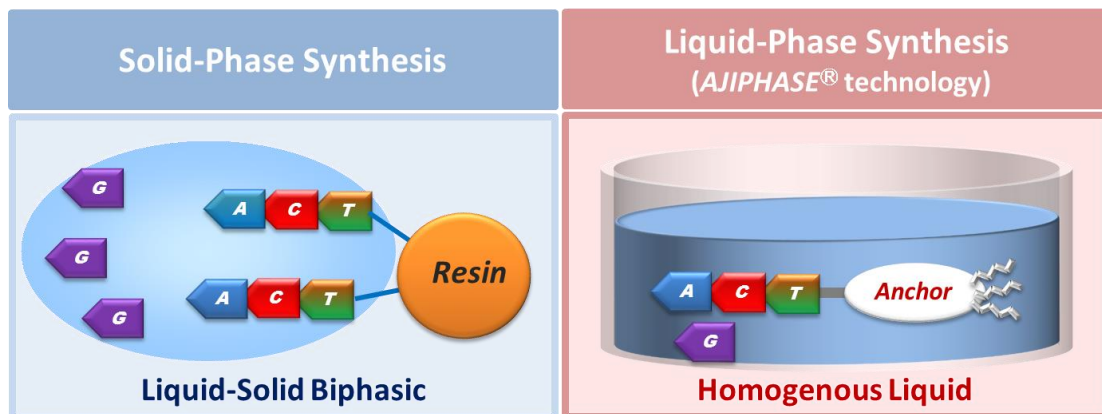 Solid-Phase Synthesis
Liquid-Phase Synthesis
(AJIPHASE® technology)
G
A C T
G
Resin
A C T
G
Liquid-Solid Biphasic
A C T
Anchor
G
Homogenous Liquid